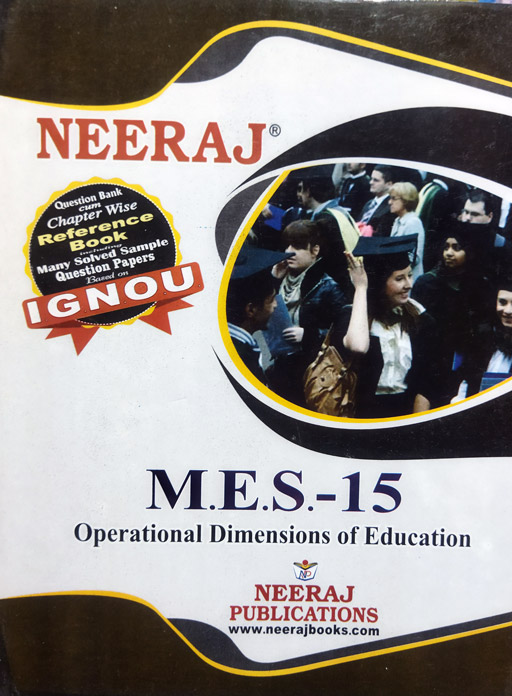 NEERAJ®
Question Bank
cum
Chapter Wise
Reference
Book
including
Many Solved Sample
Question Papers
Based on
IGNOU
M.E.S.-15
Operational Dimensions of Education
NP
NEERAJ
PUBLICATIONS
www.neerajbooks.com